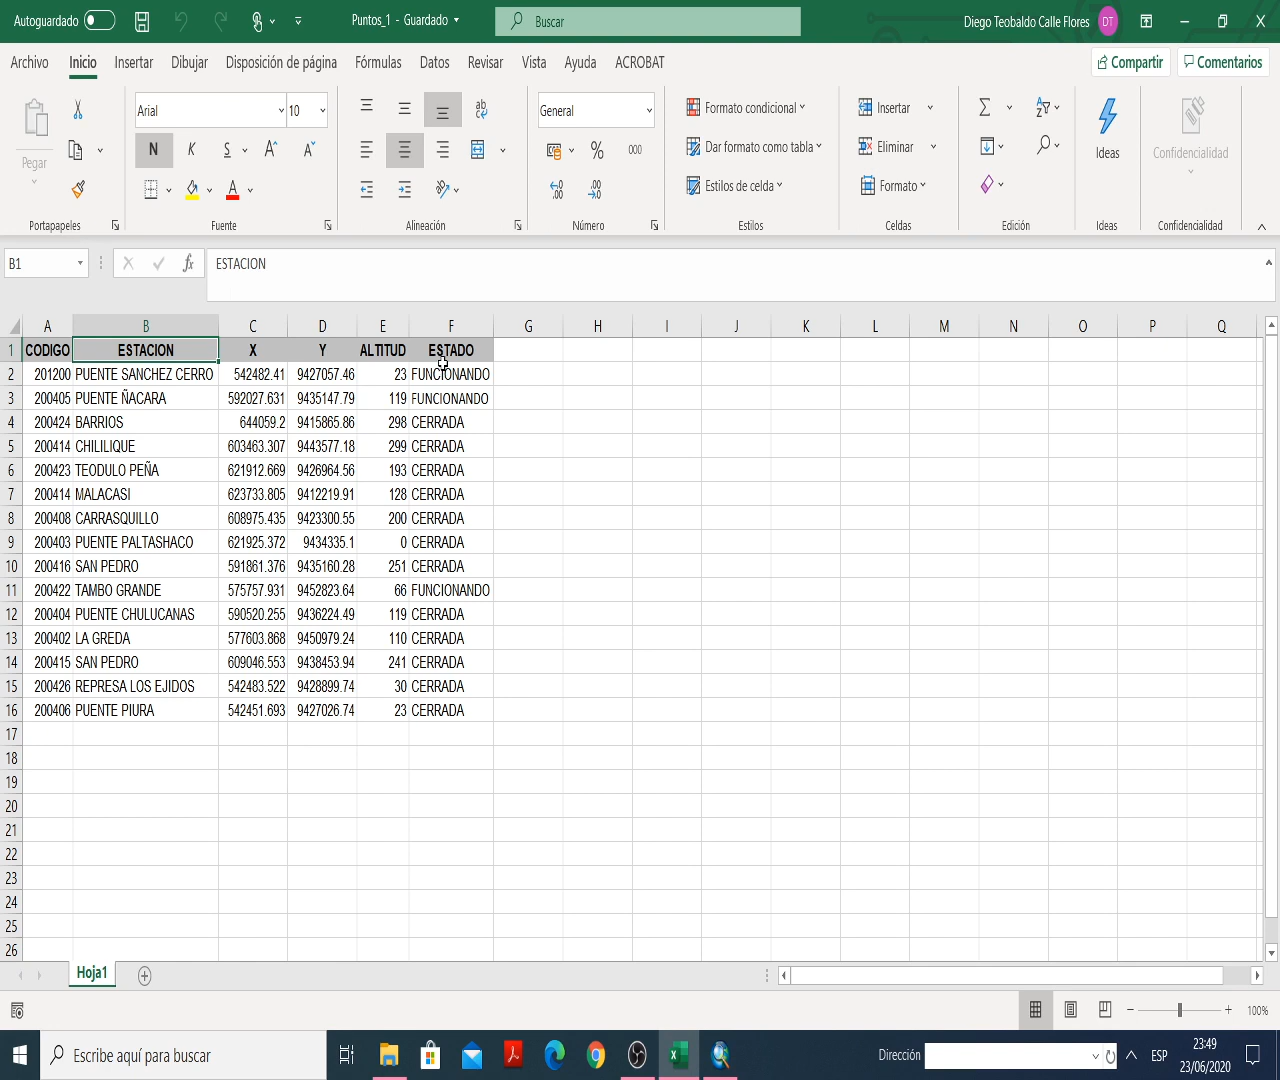 Autoguardado
Puntos_1 - Guardado
Buscar
Diego Teobaldo Calle Flores
DT
Archivo Inicio Insertar Dibujar Disposición de página Fórmulas Datos Revisar Vista Ayuda ACROBAT
Compartir
Comentarios
Pegar
Portapapeles
Arial
10
N K S A A
A
Fuente
ab
Alineación
General
% 000
Número
Formato condicional
Dar formato como tabla
Estilos de celda
Estilos
Insertar
Eliminar
Formato
Celdas
Edición
Ideas
Ideas
Confidencialidad
Confidencialidad
B1
fx
ESTACION
A B C D E F G H I J K L M N O P Q
1 CODIGO ESTACION X Y ALTITUD ESTADO
2 201200 PUENTE SANCHEZ CERRO 542482.41 9427057.46 23 FUNCIONANDO
3 200405 PUENTE ÑACARA 592027.631 9435147.79 119 FUNCIONANDO
4 200424 BARRIOS 644059.2 9415865.86 298 CERRADA
5 200414 CHILILIQUE 603463.307 9443577.18 299 CERRADA
6 200423 TEODULO PEÑA 621912.669 9426964.56 193 CERRADA
7 200414 MALACASI 623733.805 9412219.91 128 CERRADA
8 200408 CARRASQUILLO 608975.435 9423300.55 200 CERRADA
9 200403 PUENTE PALTASHACO 621925.372 9434335.1 0 CERRADA
10 200416 SAN PEDRO 591861.376 9435160.28 251 CERRADA
11 200422 TAMBO GRANDE 575757.931 9452823.64 66 FUNCIONANDO
12 200404 PUENTE CHULUCANAS 590520.255 9436224.49 119 CERRADA
13 200402 LA GREDA 577603.868 9450979.24 110 CERRADA
14 200415 SAN PEDRO 609046.553 9438453.94 241 CERRADA
15 200426 REPRESA LOS EJIDOS 542483.522 9428899.74 30 CERRADA
16 200406 PUENTE PIURA 542451.693 9427026.74 23 CERRADA
17
18
19
20
21
22
23
24
25
26
Hoja1
100%
Escribe aquí para buscar
Dirección
ESP
23:49
23/06/2020